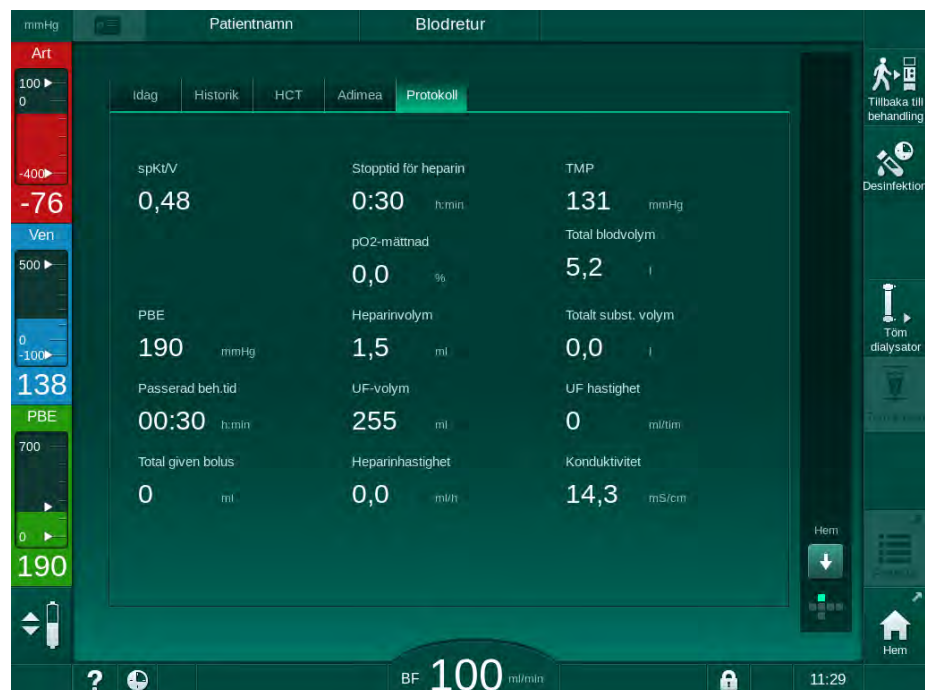 mmHg Patientnamn Blodretur
Art
100
0
-400
-76
Ven
500
0
-100
138
PBE
700
0
190
Idag Historik HCT Adimea Protokoll
spKt/V Stopptid för heparin TMP
0,48 0:30 h:min 131 mmHg
pO2-mättnad Total blodvolym
0,0 % 5,2 l
PBE Heparinvolym Totalt subst. volym
190 mmHg 1,5 ml 0,0 l
Passerad beh.tid UF-volym UF hastighet
00:30 h:min 255 ml 0 ml/tim
Total given bolus Heparinhastighet Konduktivitet
0 ml 0,0 ml/h 14,3 mS/cm
Hem
Tillbaka till
behandling
Desinfektion
Töm
dialysator
Hem
? BF 100 ml/min 11:29